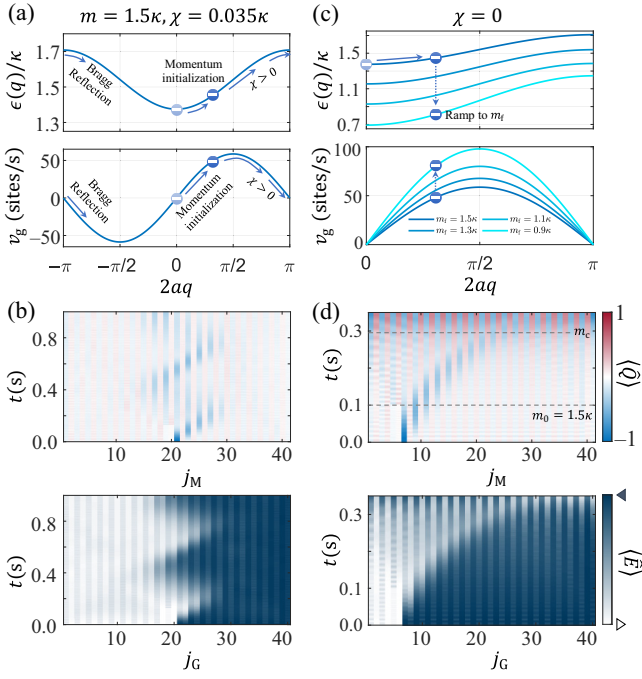 (a) m = 1.5κ, χ = 0.035κ (c) χ = 0
ϵ(q)/κ
1.7
1.5
1.3
Bragg
Reflection
Momentum
initialization
χ > 0
ϵ(q)/κ
1.5
1.1
0.7
Ramp to m_f
v_g (sites/s)
50
0
−50
Bragg
Reflection
Momentum
initialization
χ > 0
−π −π/2 0 π/2 π
2aq
v_g (sites/s)
100
50
0
m_f = 1.5κ m_f = 1.1κ
m_f = 1.3κ m_f = 0.9κ
0 π/2 π
2aq
(b)
t(s)
0.8
0.4
0.0
10 20 30 40
j_M
(d)
t(s)
0.3
0.1
0.0
m_c
m_0 = 1.5κ
10 20 30 40
j_M
1
⟨Q̂⟩
−1
t(s)
0.8
0.4
0.0
10 20 30 40
j_G
t(s)
0.3
0.1
0.0
10 20 30 40
j_G
⟨Ê⟩